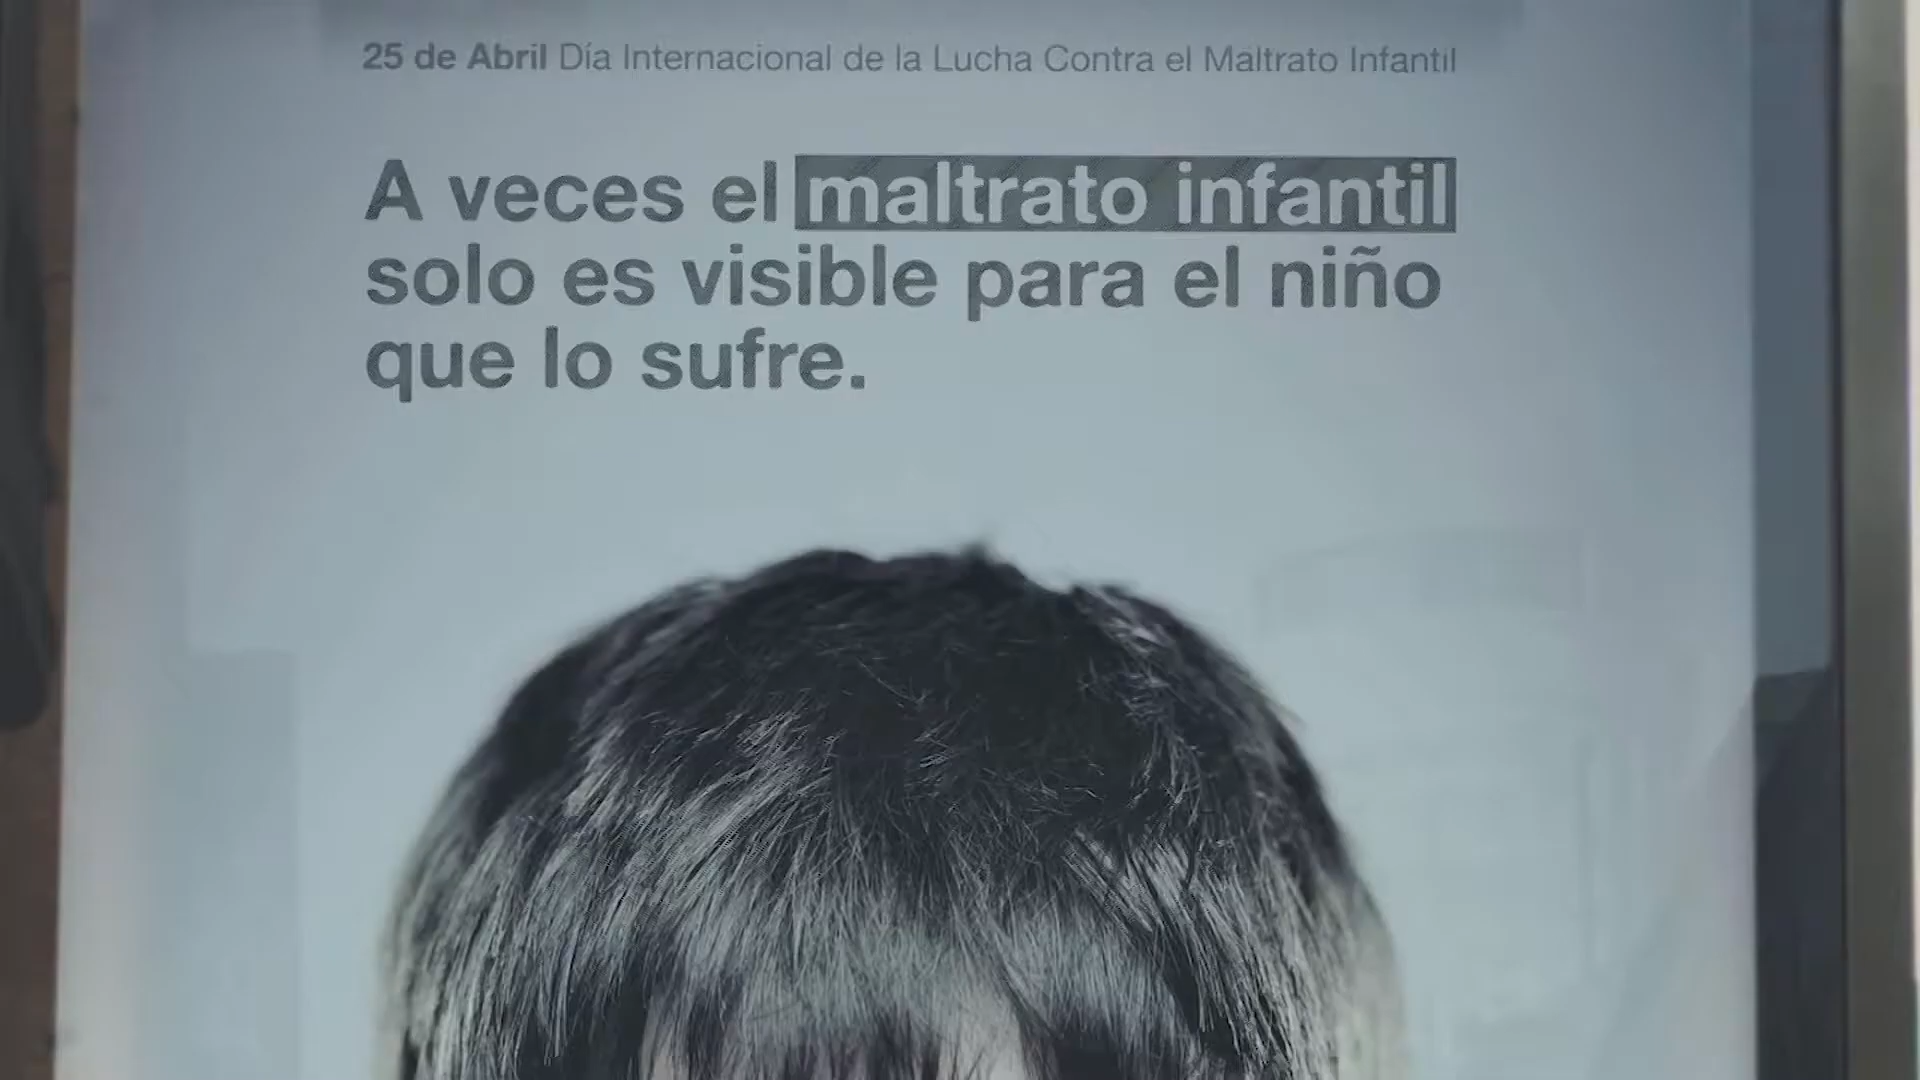 25 de Abril Día Internacional de la Lucha Contra el Maltrato Infantil
A veces el maltrato infantil
solo es visible para el niño
que lo sufre.